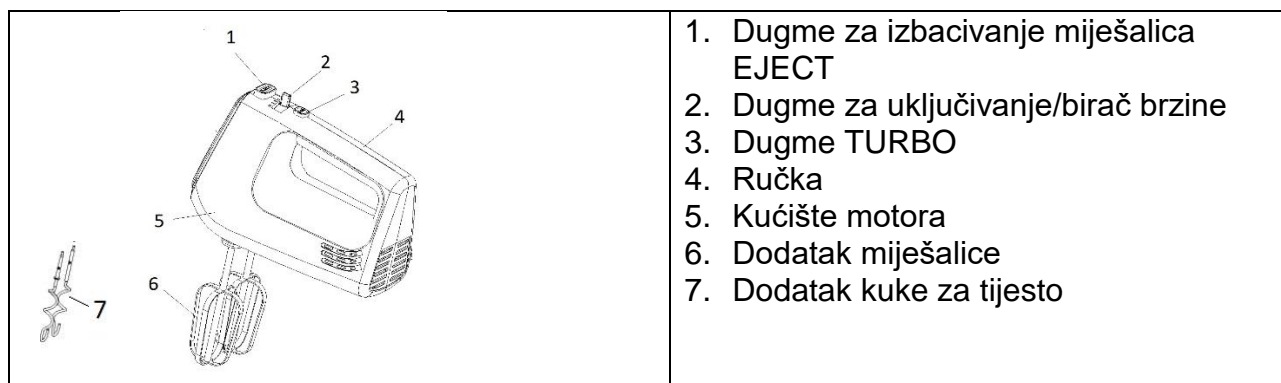 1
2
3
4
5
6
7
1. Dugme za izbacivanje miješalica
EJECT
2. Dugme za uključivanje/birač brzine
3. Dugme TURBO
4. Ručka
5. Kućište motora
6. Dodatak miješalice
7. Dodatak kuke za tijesto